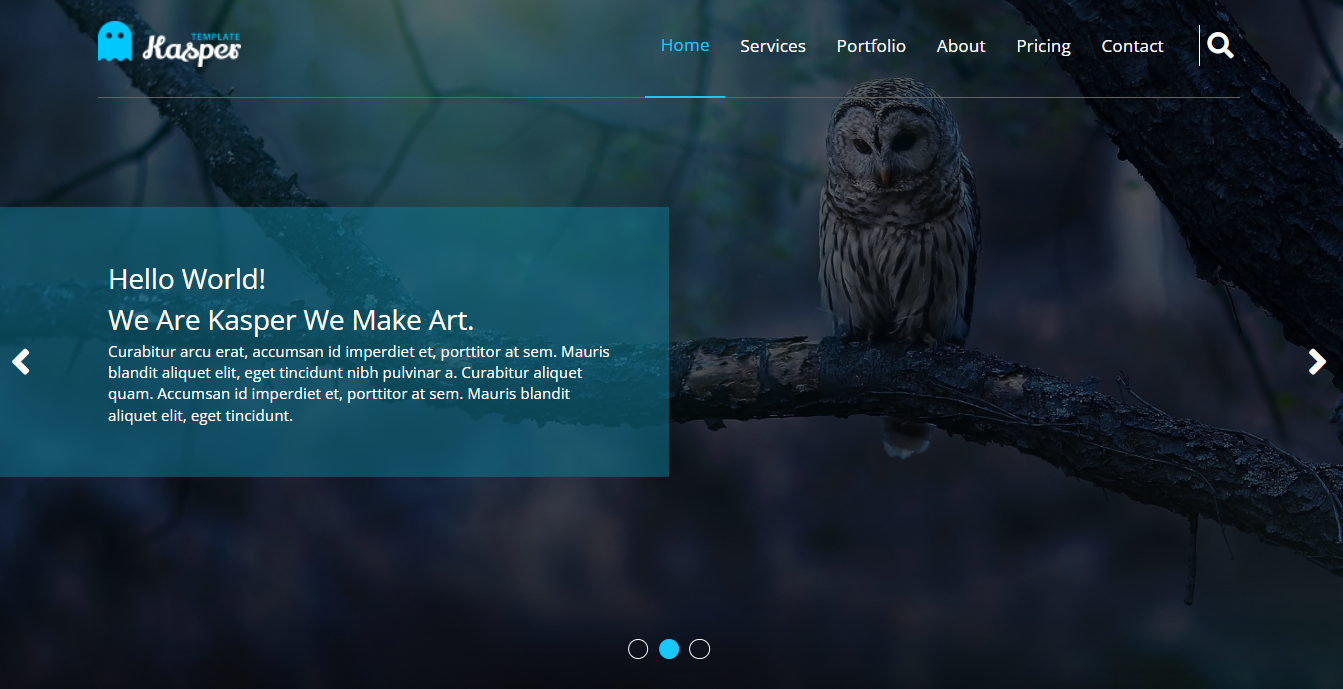 TEMPLATE
Kasper
Home Services Portfolio About Pricing Contact
Hello World!
We Are Kasper We Make Art.
Curabitur arcu erat, accumsan id imperdiet et, porttitor at sem. Mauris
blandit aliquet elit, eget tincidunt nibh pulvinar a. Curabitur aliquet
quam. Accumsan id imperdiet et, porttitor at sem. Mauris blandit
aliquet elit, eget tincidunt.